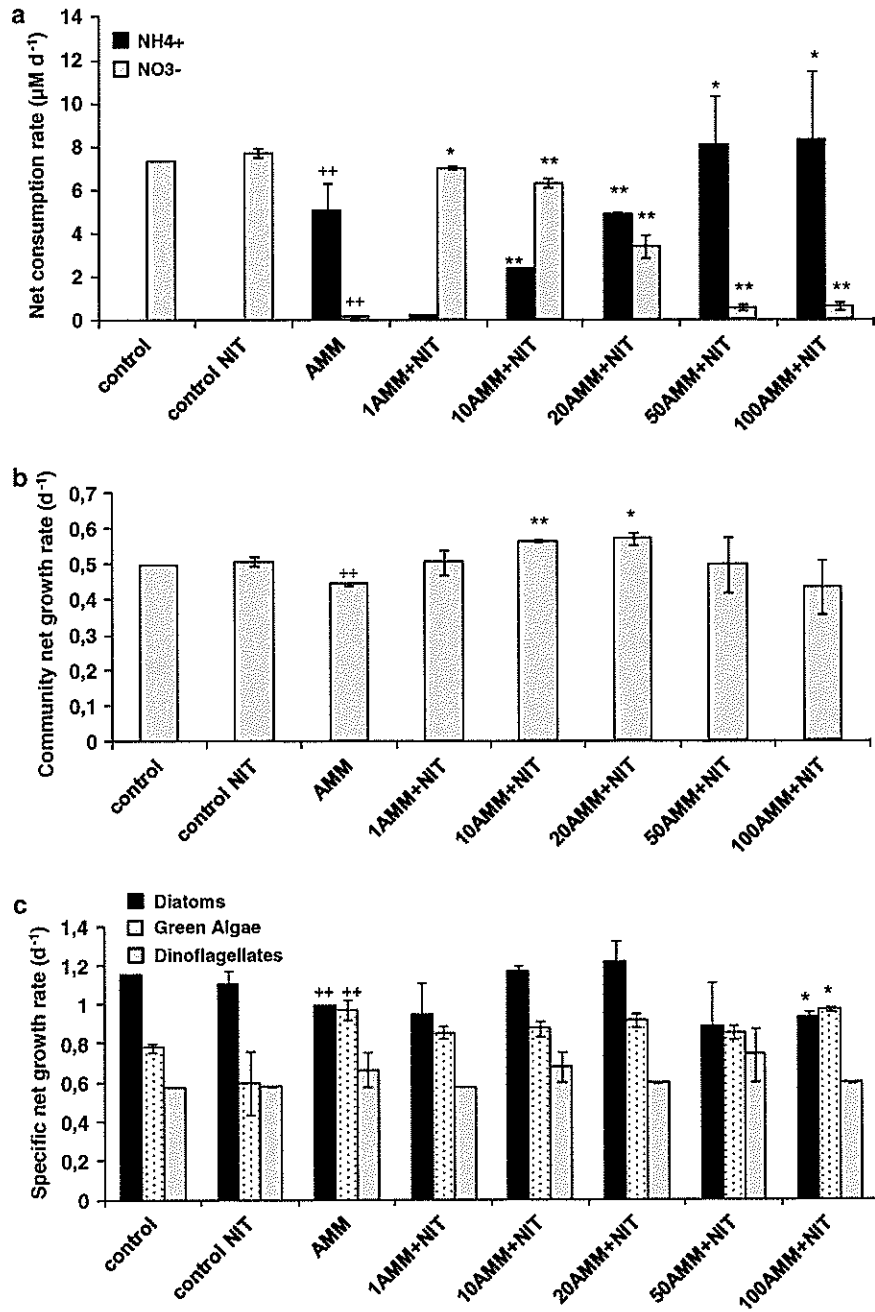 a
Net consumption rate (µM d⁻¹)
14
12
10
8
6
4
2
0
NH4+
NO3-
++
++
*
**
**
**
**
*
**
*
**
control
control NIT
AMM
1AMM+NIT
10AMM+NIT
20AMM+NIT
50AMM+NIT
100AMM+NIT
b
Community net growth rate (d⁻¹)
0,7
0,6
0,5
0,4
0,3
0,2
0,1
0
++
**
*
control
control NIT
AMM
1AMM+NIT
10AMM+NIT
20AMM+NIT
50AMM+NIT
100AMM+NIT
c
Specific net growth rate (d⁻¹)
Diatoms
Green Algae
Dinoflagellates
1,4
1,2
1
0,8
0,6
0,4
0,2
0
++ ++
* *
control
control NIT
AMM
1AMM+NIT
10AMM+NIT
20AMM+NIT
50AMM+NIT
100AMM+NIT